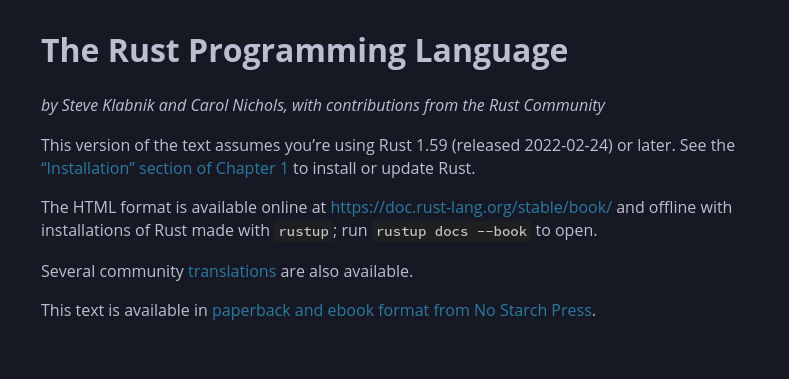 The Rust Programming Language
by Steve Klabnik and Carol Nichols, with contributions from the Rust Community
This version of the text assumes you’re using Rust 1.59 (released 2022-02-24) or later. See the
“Installation” section of Chapter 1 to install or update Rust.
The HTML format is available online at https://doc.rust-lang.org/stable/book/ and offline with
installations of Rust made with rustup; run rustup docs --book to open.
Several community translations are also available.
This text is available in paperback and ebook format from No Starch Press.